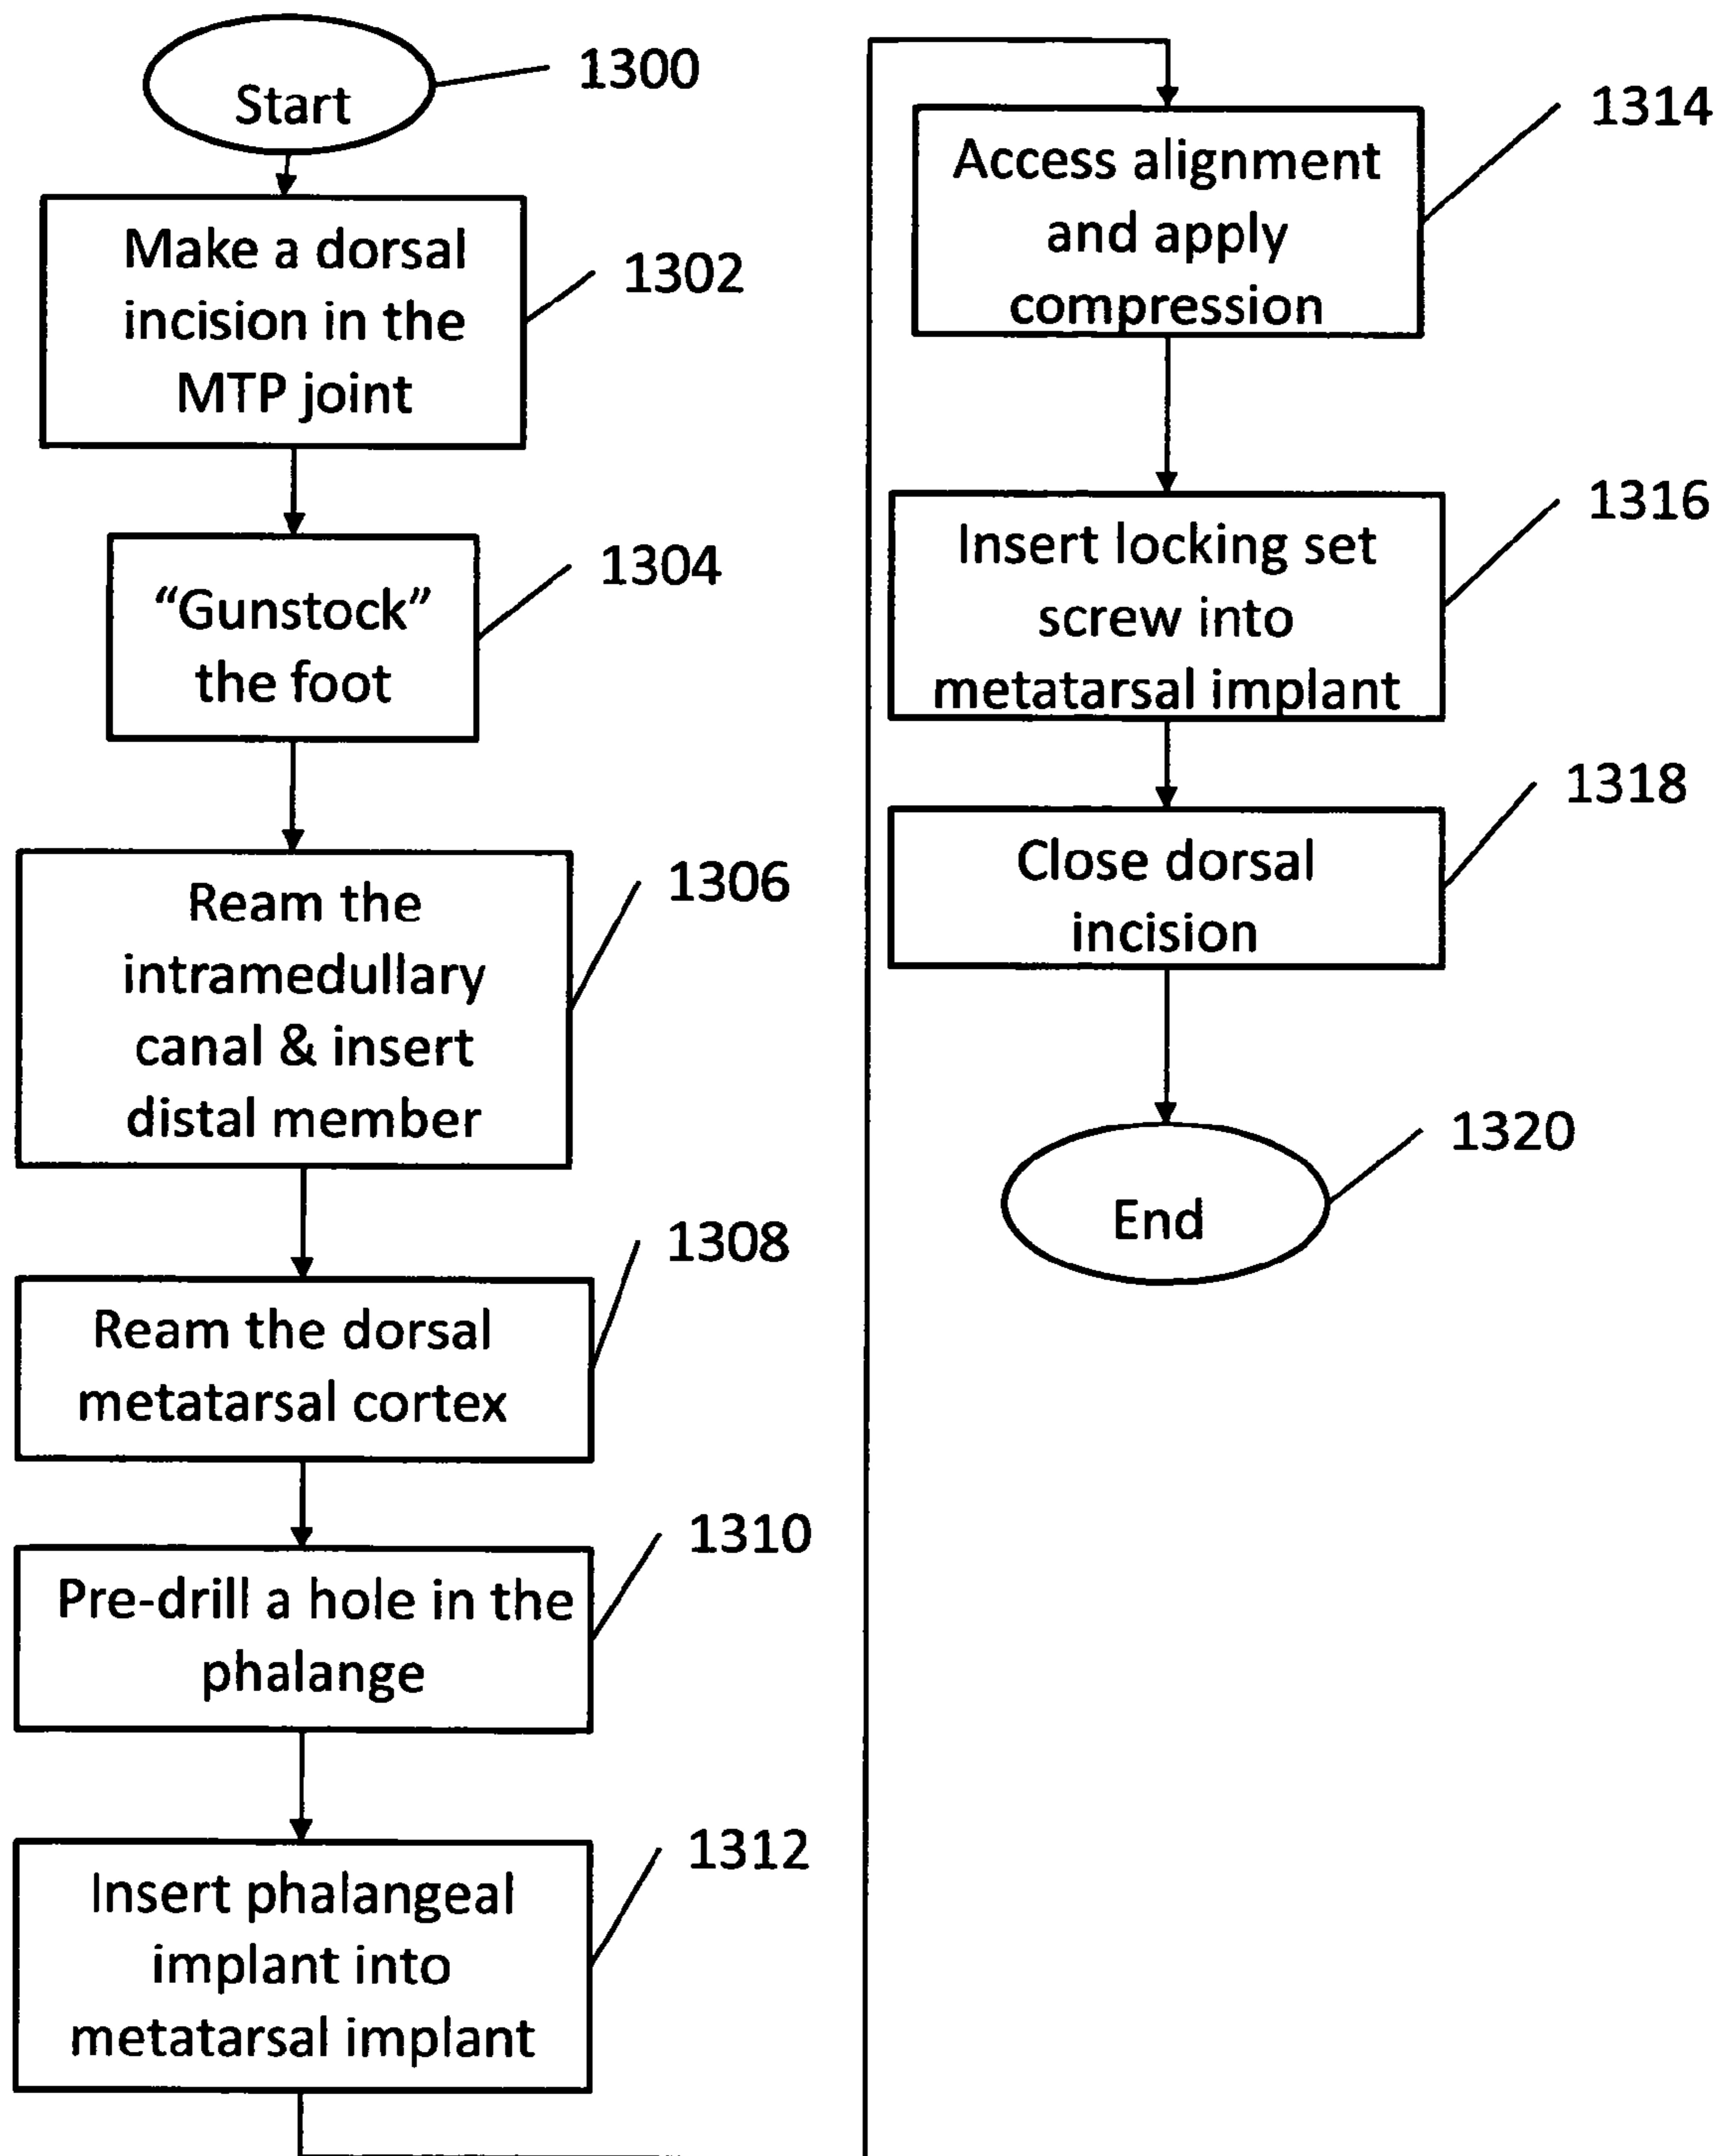 Start
1300
Make a dorsal
incision in the
MTP joint
1302
“Gunstock”
the foot
1304
Ream the
intramedullary
canal & insert
distal member
1306
Ream the dorsal
metatarsal cortex
1308
Pre-drill a hole in the
phalange
1310
Insert phalangeal
implant into
metatarsal implant
1312
Access alignment
and apply
compression
1314
Insert locking set
screw into
metatarsal implant
1316
Close dorsal
incision
1318
End
1320